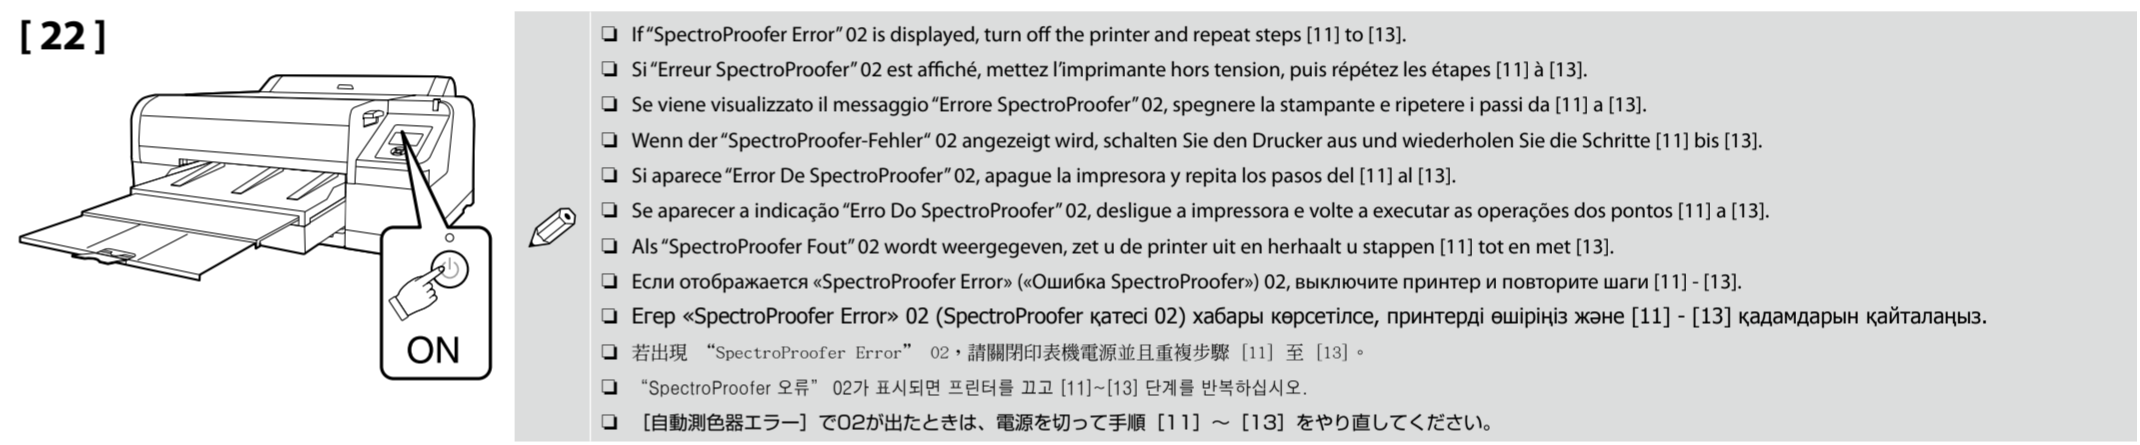 [ 22 ]
ON
❏ If “SpectroProofer Error” 02 is displayed, turn off the printer and repeat steps [11] to [13].
❏ Si “Erreur SpectroProofer” 02 est affiché, mettez l’imprimante hors tension, puis répétez les étapes [11] à [13].
❏ Se viene visualizzato il messaggio “Errore SpectroProofer” 02, spegnere la stampante e ripetere i passi da [11] a [13].
❏ Wenn der “SpectroProofer-Fehler“ 02 angezeigt wird, schalten Sie den Drucker aus und wiederholen Sie die Schritte [11] bis [13].
❏ Si aparece “Error De SpectroProofer” 02, apague la impresora y repita los pasos del [11] al [13].
❏ Se aparecer a indicação “Erro Do SpectroProofer” 02, desligue a impressora e volte a executar as operações dos pontos [11] a [13].
❏ Als “SpectroProofer Fout” 02 wordt weergegeven, zet u de printer uit en herhaalt u stappen [11] tot en met [13].
❏ Если отображается «SpectroProofer Error» («Ошибка SpectroProofer») 02, выключите принтер и повторите шаги [11] - [13].
❏ Егер «SpectroProofer Error» 02 (SpectroProofer қатесі 02) хабары көрсетілсе, принтерді өшіріңіз және [11] - [13] қадамдарын қайталаңыз.
❏ 若出現 “SpectroProofer Error” 02，請關閉印表機電源並且重複步驟 [11] 至 [13]。
❏ “SpectroProofer 오류” 02가 표시되면 프린터를 끄고 [11]~[13] 단계를 반복하십시오.
❏ ［自動測色器エラー］で02が出たときは、電源を切って手順［11］～［13］をやり直してください。